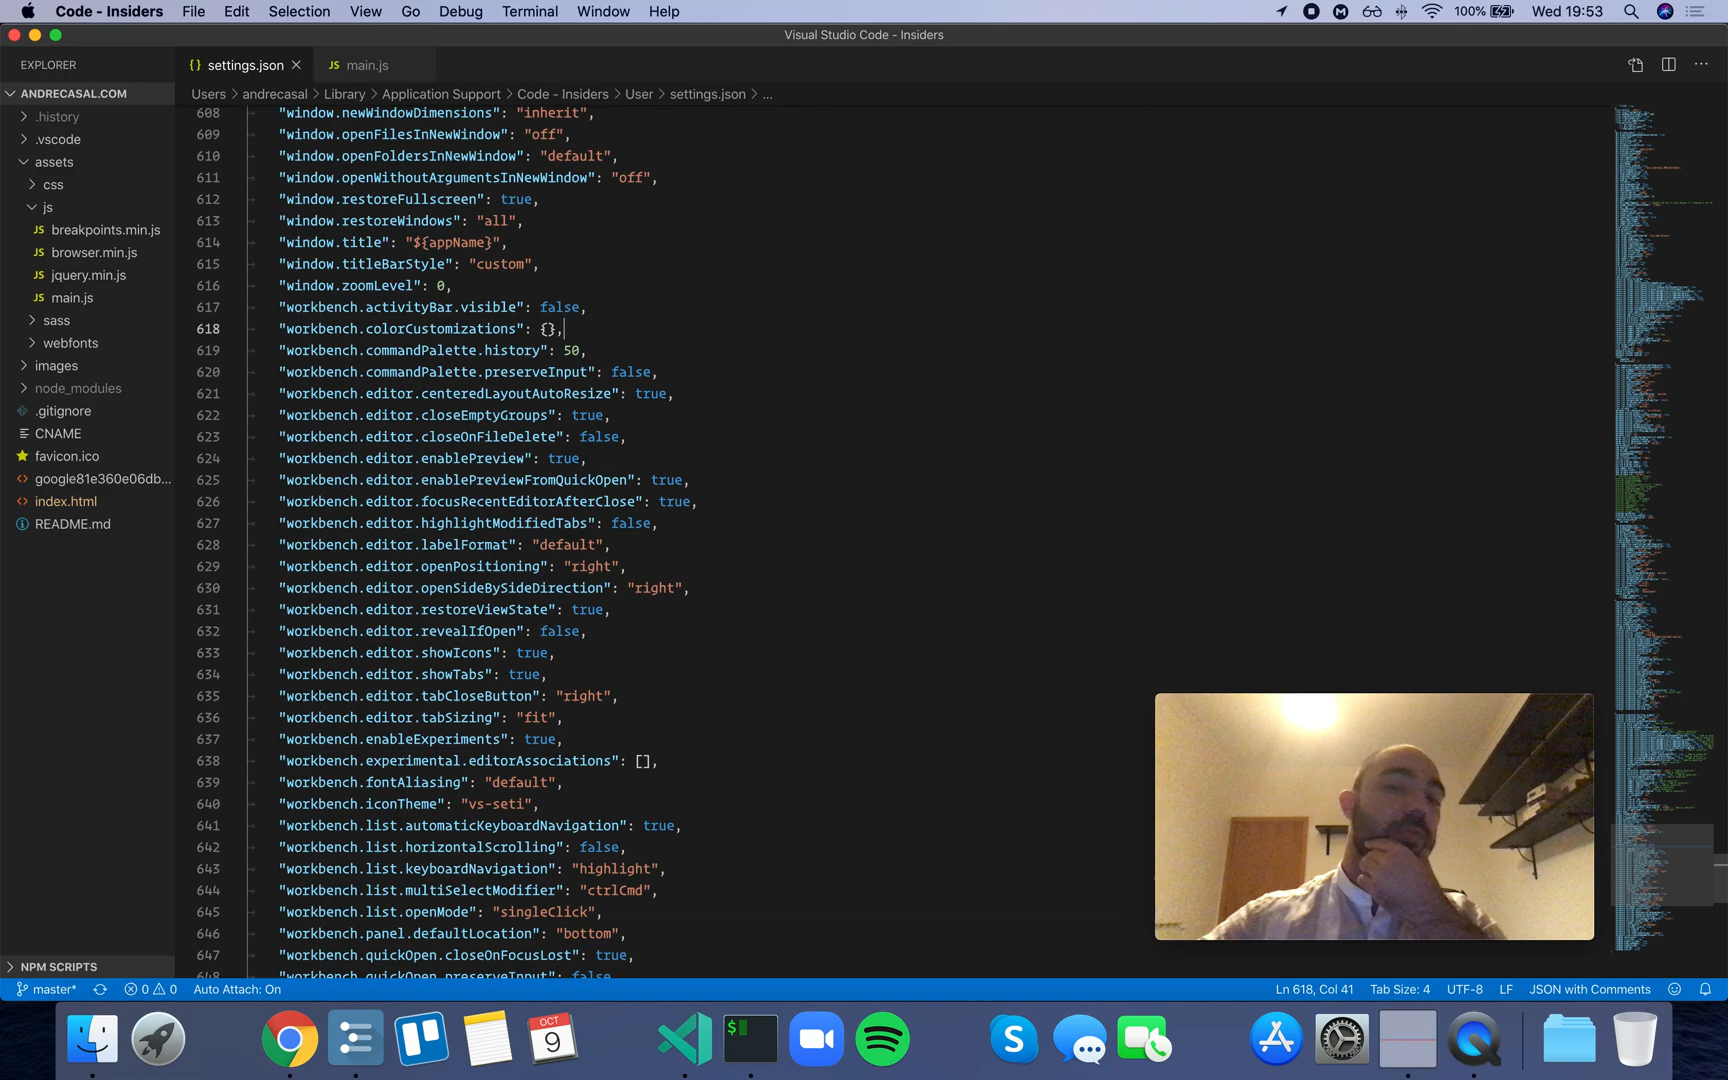 Code - Insiders File Edit Selection View Go Debug Terminal Window Help 100% Wed 19:53
Visual Studio Code - Insiders
EXPLORER
ANDRECASAL.COM
.history
.vscode
assets
css
js
JS breakpoints.min.js
JS browser.min.js
JS jquery.min.js
JS main.js
sass
webfonts
images
node_modules
.gitignore
CNAME
favicon.ico
google81e360e06db...
index.html
README.md
NPM SCRIPTS
{} settings.json JS main.js
Users > andrecasal > Library > Application Support > Code - Insiders > User > settings.json > ...
608 "window.newWindowDimensions": "inherit",
609 "window.openFilesInNewWindow": "off",
610 "window.openFoldersInNewWindow": "default",
611 "window.openWithoutArgumentsInNewWindow": "off",
612 "window.restoreFullscreen": true,
613 "window.restoreWindows": "all",
614 "window.title": "${appName}",
615 "window.titleBarStyle": "custom",
616 "window.zoomLevel": 0,
617 "workbench.activityBar.visible": false,
618 "workbench.colorCustomizations": {},
619 "workbench.commandPalette.history": 50,
620 "workbench.commandPalette.preserveInput": false,
621 "workbench.editor.centeredLayoutAutoResize": true,
622 "workbench.editor.closeEmptyGroups": true,
623 "workbench.editor.closeOnFileDelete": false,
624 "workbench.editor.enablePreview": true,
625 "workbench.editor.enablePreviewFromQuickOpen": true,
626 "workbench.editor.focusRecentEditorAfterClose": true,
627 "workbench.editor.highlightModifiedTabs": false,
628 "workbench.editor.labelFormat": "default",
629 "workbench.editor.openPositioning": "right",
630 "workbench.editor.openSideBySideDirection": "right",
631 "workbench.editor.restoreViewState": true,
632 "workbench.editor.revealIfOpen": false,
633 "workbench.editor.showIcons": true,
634 "workbench.editor.showTabs": true,
635 "workbench.editor.tabCloseButton": "right",
636 "workbench.editor.tabSizing": "fit",
637 "workbench.enableExperiments": true,
638 "workbench.experimental.editorAssociations": [],
639 "workbench.fontAliasing": "default",
640 "workbench.iconTheme": "vs-seti",
641 "workbench.list.automaticKeyboardNavigation": true,
642 "workbench.list.horizontalScrolling": false,
643 "workbench.list.keyboardNavigation": "highlight",
644 "workbench.list.multiSelectModifier": "ctrlCmd",
645 "workbench.list.openMode": "singleClick",
646 "workbench.panel.defaultLocation": "bottom",
647 "workbench.quickOpen.closeOnFocusLost": true,
648 "workbench.quickOpen.preserveInput": false
master* 0 0 Auto Attach: On Ln 618, Col 41 Tab Size: 4 UTF-8 LF JSON with Comments
OCT
9
$
S